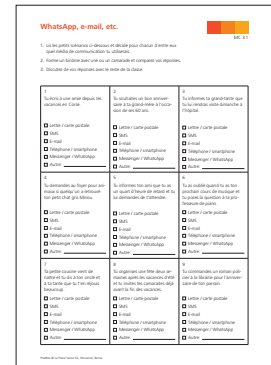 WhatsApp, e-mail, etc.
1. Lis les petits scénarios ci-dessous et décide pour chacun d'entre eux
quel média de communication tu utiliserais.
2. Forme un binôme avec une ou un camarade et comparez vos réponses.
3. Discutez de vos réponses avec le reste de la classe.
1
Tu écris à une amie depuis tes
vacances en Corse.
Lettre / carte postale
SMS
E-mail
Téléphone / smartphone
Messenger / WhatsApp
Autre
2
Tu souhaites un bon anniver-
saire à ta grand-mère à l'occa-
sion de ses 60 ans.
Lettre / carte postale
SMS
E-mail
Téléphone / smartphone
Messenger / WhatsApp
Autre
3
Tu informes ta grand-tante que
tu lui rendras visite dimanche à
l'hôpital.
Lettre / carte postale
SMS
E-mail
Téléphone / smartphone
Messenger / WhatsApp
Autre
4
Tu demandes au foyer pour ani-
maux si quelqu'un a retrouvé
ton petit chat gris Minou.
Lettre / carte postale
SMS
E-mail
Téléphone / smartphone
Messenger / WhatsApp
Autre
5
Tu informes ton amie que tu as
un quart d'heure de retard et tu
lui demandes de t'attendre.
Lettre / carte postale
SMS
E-mail
Téléphone / smartphone
Messenger / WhatsApp
Autre
6
Tu as oublié quand tu as ton
prochain cours de musique et
tu poses la question à ta pro-
fesseure de piano.
Lettre / carte postale
SMS
E-mail
Téléphone / smartphone
Messenger / WhatsApp
Autre
7
Ta petite cousine vient de
naître et tu dis à ton oncle et
à ta tante que tu t'en réjouis
beaucoup.
Lettre / carte postale
SMS
E-mail
Téléphone / smartphone
Messenger / WhatsApp
Autre
8
Tu organises une fête deux se-
maines après les vacances d'été
et tu invites tes camarades déjà
avant la fin des vacances.
Lettre / carte postale
SMS
E-mail
Téléphone / smartphone
Messenger / WhatsApp
Autre
9
Tu commandes un roman poli-
cier à la librairie pour l'anniver-
saire de ton parrain.
Lettre / carte postale
SMS
E-mail
Téléphone / smartphone
Messenger / WhatsApp
Autre